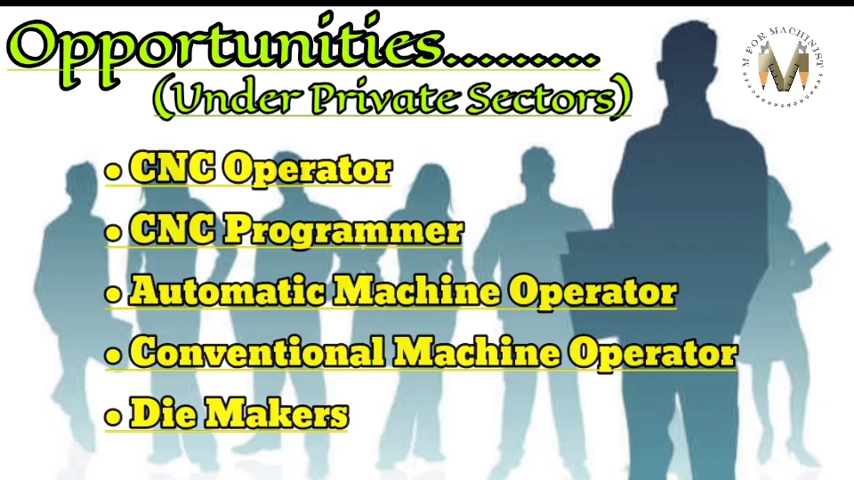 Opportunities.........
(Under Private Sectors)
M FOR MACHINIST
• CNC Operator
• CNC Programmer
• Automatic Machine Operator
• Conventional Machine Operator
• Die Makers